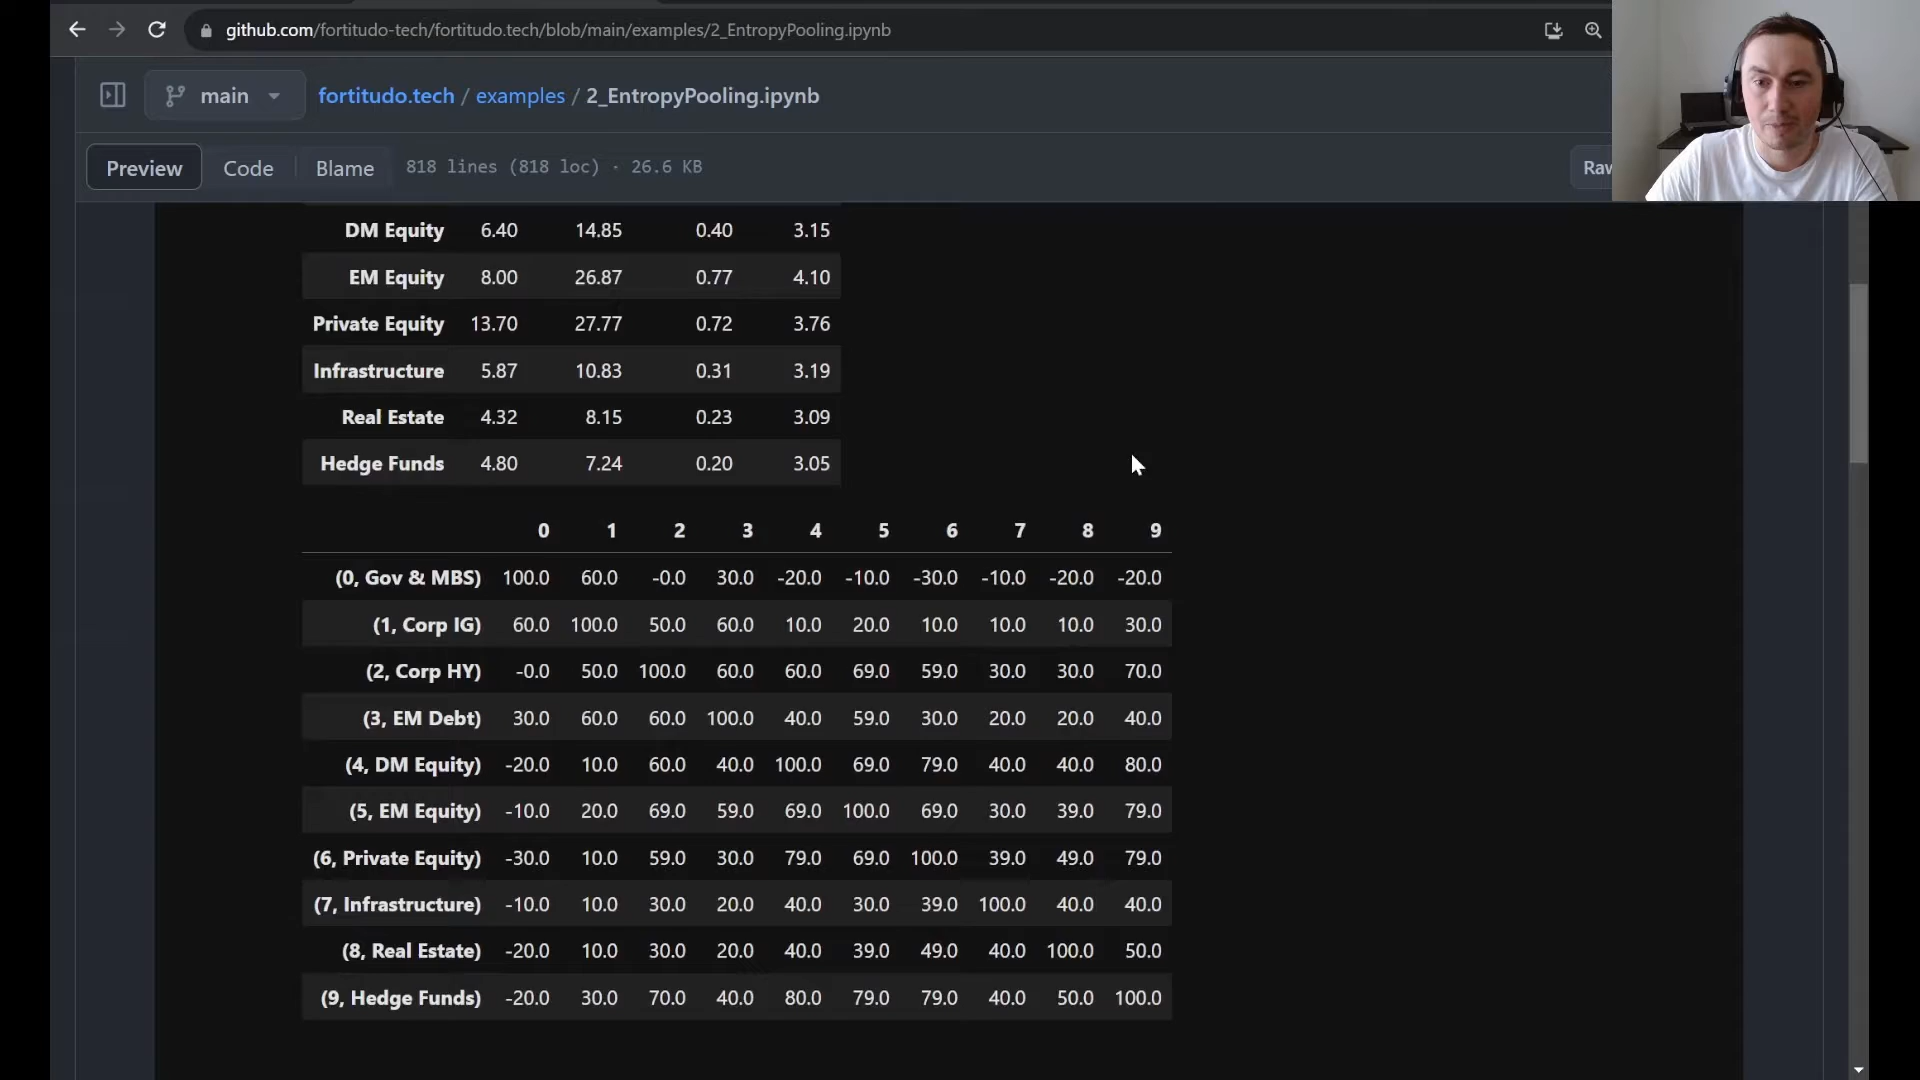 github.com/fortitudo-tech/fortitudo.tech/blob/main/examples/2_EntropyPooling.ipynb
main
fortitudo.tech / examples / 2_EntropyPooling.ipynb
Preview Code Blame 818 lines (818 loc) · 26.6 KB Raw
DM Equity 6.40 14.85 0.40 3.15
EM Equity 8.00 26.87 0.77 4.10
Private Equity 13.70 27.77 0.72 3.76
Infrastructure 5.87 10.83 0.31 3.19
Real Estate 4.32 8.15 0.23 3.09
Hedge Funds 4.80 7.24 0.20 3.05
0 1 2 3 4 5 6 7 8 9
(0, Gov & MBS) 100.0 60.0 -0.0 30.0 -20.0 -10.0 -30.0 -10.0 -20.0 -20.0
(1, Corp IG) 60.0 100.0 50.0 60.0 10.0 20.0 10.0 10.0 10.0 30.0
(2, Corp HY) -0.0 50.0 100.0 60.0 60.0 69.0 59.0 30.0 30.0 70.0
(3, EM Debt) 30.0 60.0 60.0 100.0 40.0 59.0 30.0 20.0 20.0 40.0
(4, DM Equity) -20.0 10.0 60.0 40.0 100.0 69.0 79.0 40.0 40.0 80.0
(5, EM Equity) -10.0 20.0 69.0 59.0 69.0 100.0 69.0 30.0 39.0 79.0
(6, Private Equity) -30.0 10.0 59.0 30.0 79.0 69.0 100.0 39.0 49.0 79.0
(7, Infrastructure) -10.0 10.0 30.0 20.0 40.0 30.0 39.0 100.0 40.0 40.0
(8, Real Estate) -20.0 10.0 30.0 20.0 40.0 39.0 49.0 40.0 100.0 50.0
(9, Hedge Funds) -20.0 30.0 70.0 40.0 80.0 79.0 79.0 40.0 50.0 100.0